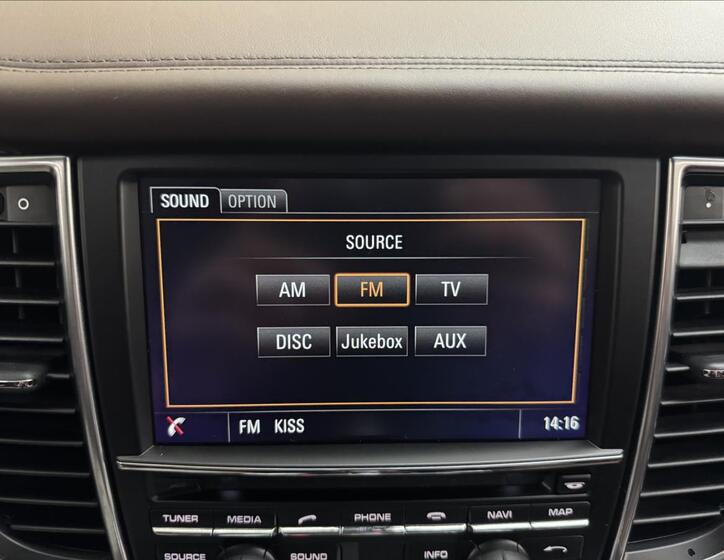 SOUND OPTION
SOURCE
AM FM TV
DISC Jukebox AUX
FM KISS 14:16
TUNER MEDIA PHONE NAVI MAP
SOURCE SOUND INFO